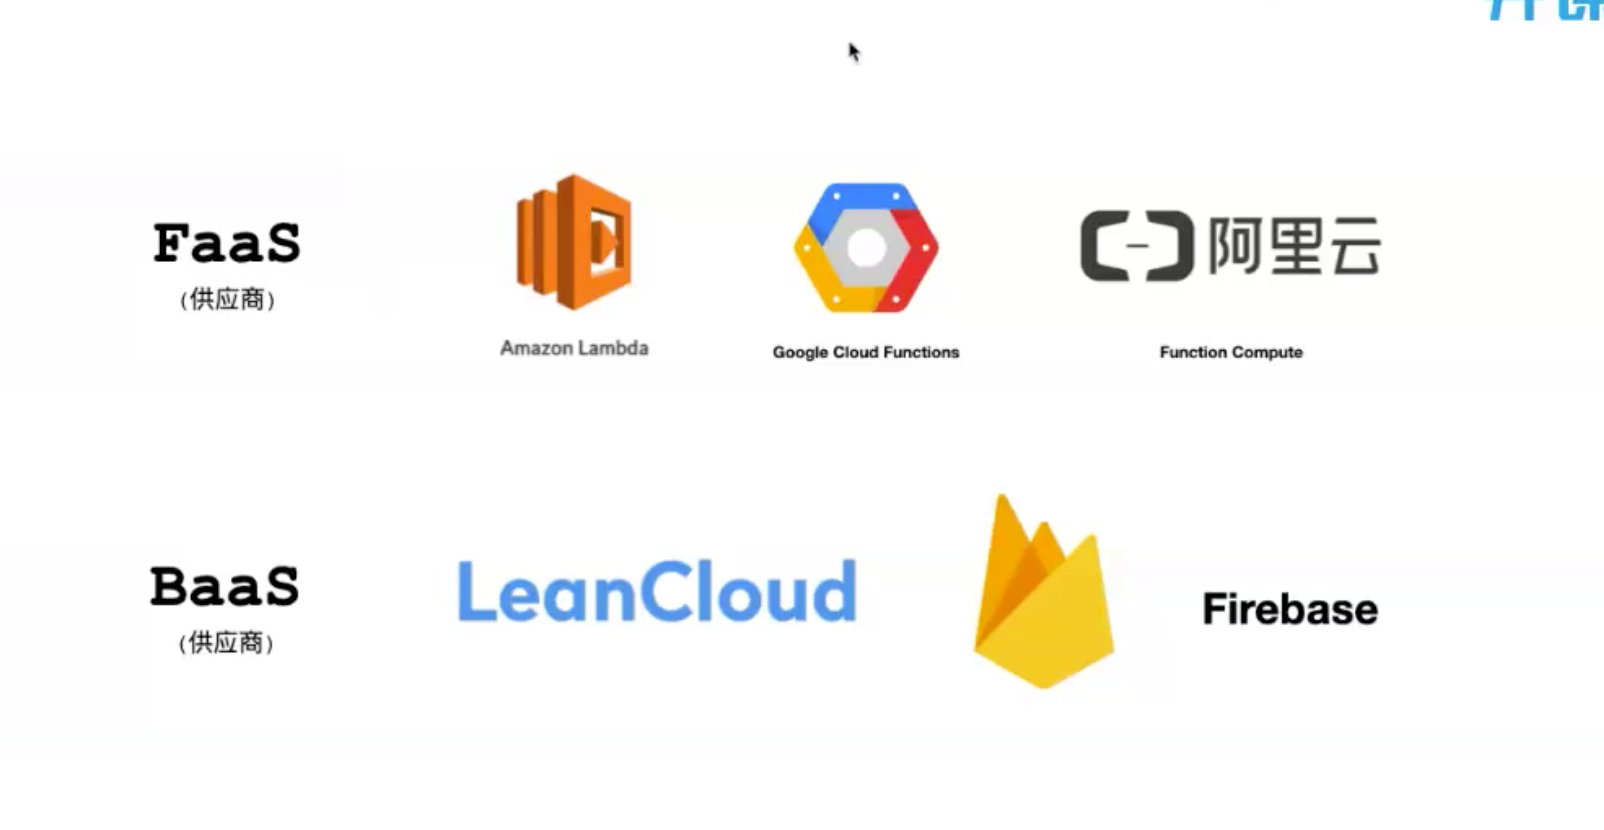 FaaS
(供应商)
阿里云
Amazon Lambda
Google Cloud Functions
Function Compute
BaaS
(供应商)
LeanCloud
Firebase